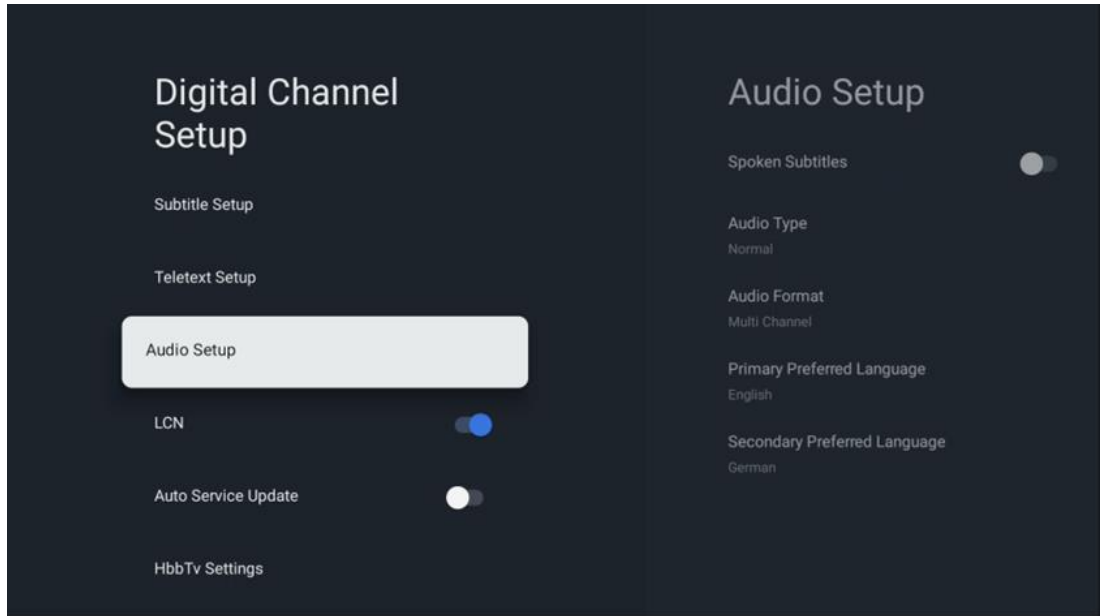 Digital Channel
Setup
Subtitle Setup
Teletext Setup
Audio Setup
LCN
Auto Service Update
HbbTv Settings
Audio Setup
Spoken Subtitles
Audio Type
Normal
Audio Format
Multi Channel
Primary Preferred Language
English
Secondary Preferred Language
German